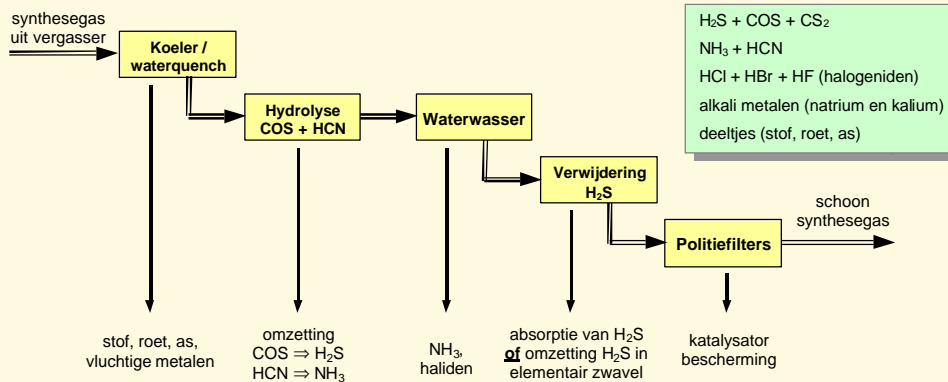 synthesegas
uit vergasser
Koeler /
waterquench
Hydrolyse
COS + HCN
Waterwasser
Verwijdering
H₂S
Politiefilters
schoon
synthesegas
H₂S + COS + CS₂
NH₃ + HCN
HCl + HBr + HF (halogeniden)
alkali metalen (natrium en kalium)
deeltjes (stof, roet, as)
stof, roet, as,
vluchtige metalen
omzetting
COS ⇒ H₂S
HCN ⇒ NH₃
NH₃,
haliden
absorptie van H₂S
of omzetting H₂S in
elementair zwavel
katalysator
bescherming